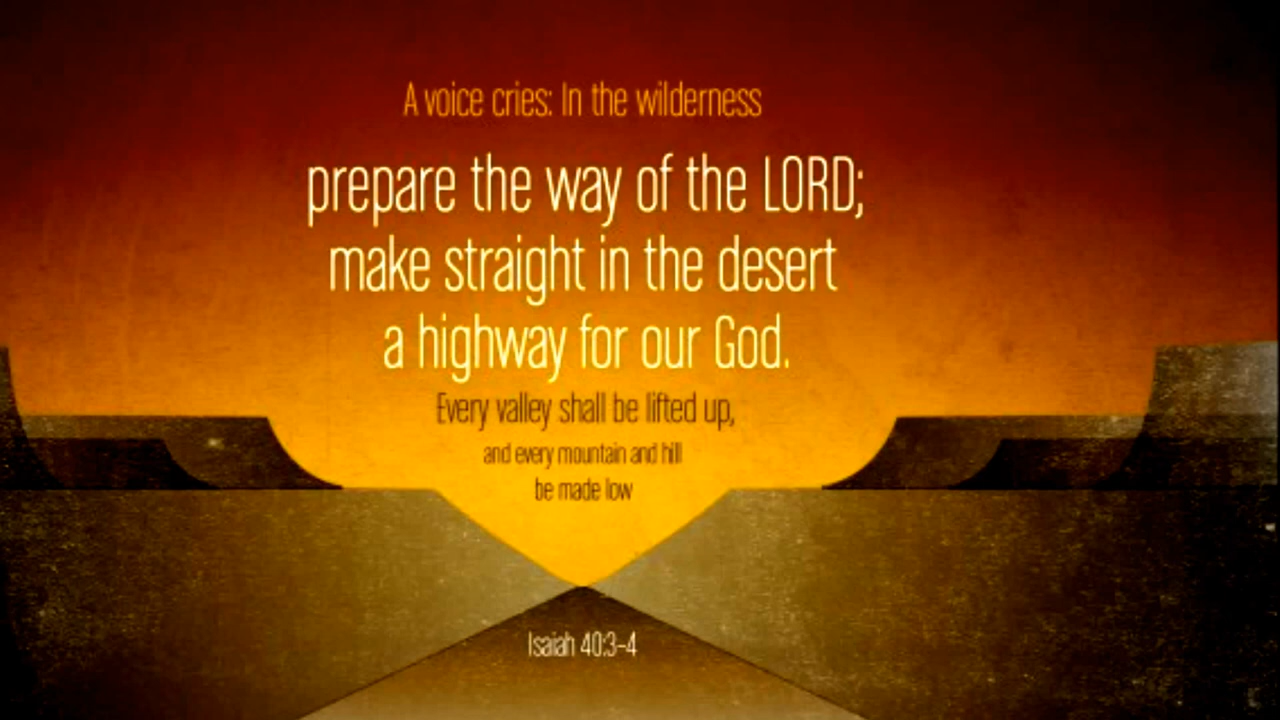 A voice cries: In the wilderness
prepare the way of the LORD;
make straight in the desert
a highway for our God.
Every valley shall be lifted up,
and every mountain and hill
be made low
Isaiah 40:3-4